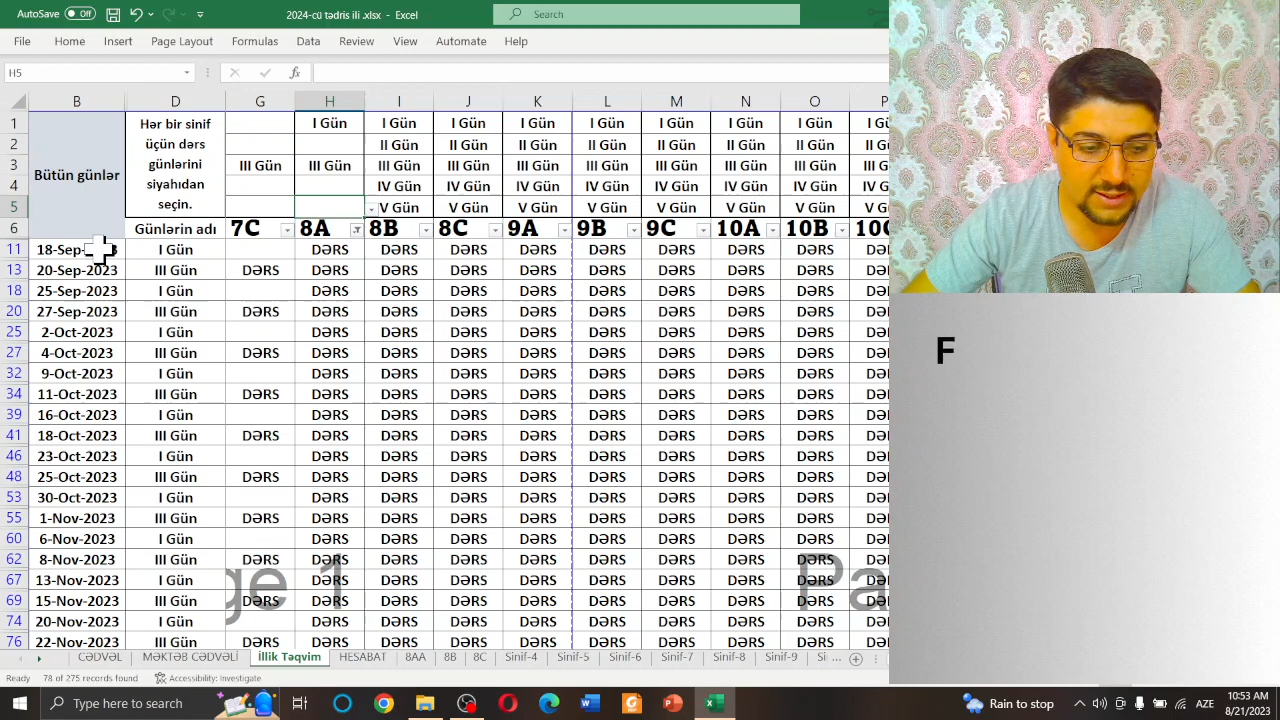 AutoSave Off 2024-cü tədris ili.xlsx - Excel Search
File Home Insert Page Layout Formulas Data Review View Automate Help
H5 fx
B D G H I J K L M N O P
1 2 3 4 5 6
Bütün günlər
Hər bir sinif
üçün dərs
günlərini
siyahıdan
seçin.
I Gün I Gün I Gün I Gün I Gün I Gün I Gün I Gün
II Gün II Gün II Gün II Gün II Gün II Gün II Gün
III Gün III Gün III Gün III Gün III Gün III Gün III Gün III Gün III Gün
IV Gün IV Gün IV Gün IV Gün IV Gün IV Gün IV Gün
V Gün V Gün V Gün V Gün V Gün V Gün V Gün
Günlərin adı 7C 8A 8B 8C 9A 9B 9C 10A 10B
11 18-Sep- I Gün DƏRS DƏRS DƏRS DƏRS DƏRS DƏRS DƏRS DƏRS
13 20-Sep-2023 III Gün DƏRS DƏRS DƏRS DƏRS DƏRS DƏRS DƏRS DƏRS DƏRS
18 25-Sep-2023 I Gün DƏRS DƏRS DƏRS DƏRS DƏRS DƏRS DƏRS DƏRS
20 27-Sep-2023 III Gün DƏRS DƏRS DƏRS DƏRS DƏRS DƏRS DƏRS DƏRS DƏRS
25 2-Oct-2023 I Gün DƏRS DƏRS DƏRS DƏRS DƏRS DƏRS DƏRS DƏRS
27 4-Oct-2023 III Gün DƏRS DƏRS DƏRS DƏRS DƏRS DƏRS DƏRS DƏRS DƏRS
32 9-Oct-2023 I Gün DƏRS DƏRS DƏRS DƏRS DƏRS DƏRS DƏRS DƏRS
34 11-Oct-2023 III Gün DƏRS DƏRS DƏRS DƏRS DƏRS DƏRS DƏRS DƏRS DƏRS
39 16-Oct-2023 I Gün DƏRS DƏRS DƏRS DƏRS DƏRS DƏRS DƏRS DƏRS
41 18-Oct-2023 III Gün DƏRS DƏRS DƏRS DƏRS DƏRS DƏRS DƏRS DƏRS DƏRS
46 23-Oct-2023 I Gün DƏRS DƏRS DƏRS DƏRS DƏRS DƏRS DƏRS DƏRS
48 25-Oct-2023 III Gün DƏRS DƏRS DƏRS DƏRS DƏRS DƏRS DƏRS DƏRS DƏRS
53 30-Oct-2023 I Gün DƏRS DƏRS DƏRS DƏRS DƏRS DƏRS DƏRS DƏRS
55 1-Nov-2023 III Gün DƏRS DƏRS DƏRS DƏRS DƏRS DƏRS DƏRS DƏRS DƏRS
60 6-Nov-2023 I Gün DƏRS DƏRS DƏRS DƏRS DƏRS DƏRS DƏRS DƏRS
62 8-Nov-2023 III Gün DƏRS DƏRS DƏRS DƏRS DƏRS DƏRS DƏRS DƏRS DƏRS
67 13-Nov-2023 I Gün DƏRS DƏRS DƏRS DƏRS DƏRS DƏRS DƏRS DƏRS
69 15-Nov-2023 III Gün DƏRS DƏRS DƏRS DƏRS DƏRS DƏRS DƏRS DƏRS DƏRS
74 20-Nov-2023 I Gün DƏRS DƏRS DƏRS DƏRS DƏRS DƏRS DƏRS DƏRS
76 22-Nov-2023 III Gün DƏRS DƏRS DƏRS DƏRS DƏRS DƏRS DƏRS DƏRS DƏRS
ge 1 Pa
CƏDVƏL MƏKTƏB CƏDVƏLİ İllik Təqvim HESABAT 8AA 8B 8C Sinif-4 Sinif-5 Sinif-6 Sinif-7 Sinif-8 Sinif-9 Si ...
Ready 78 of 275 records found Accessibility: Investigate
F
Type here to search Rain to soon AZE 10:53 AM
8/21/2023